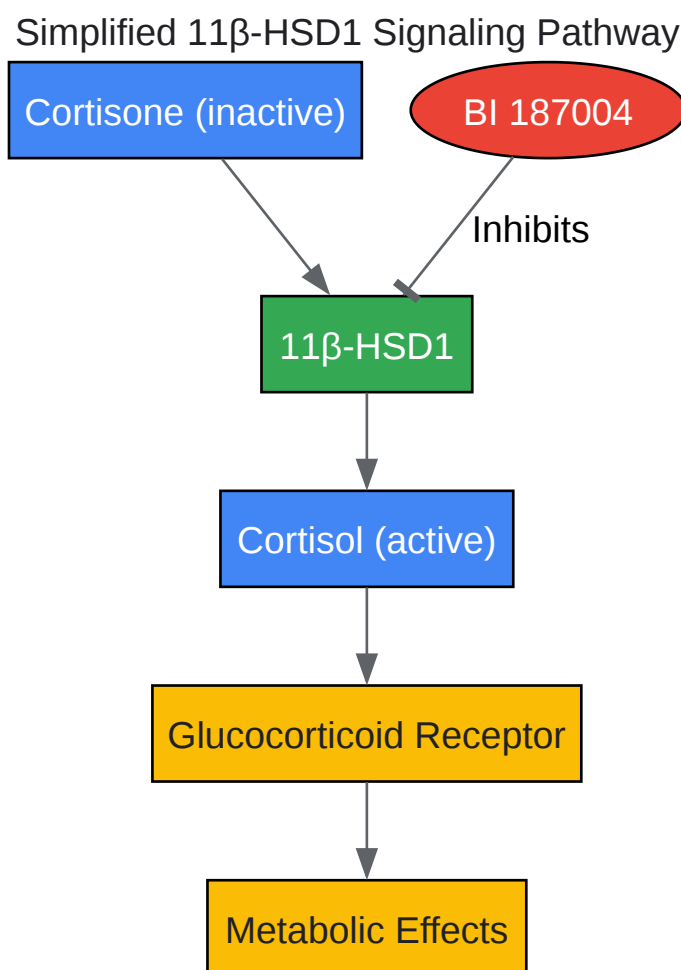 Simplified 11β-HSD1 Signaling Pathway
Cortisone (inactive)
BI 187004
Inhibits
11β-HSD1
Cortisol (active)
Glucocorticoid Receptor
Metabolic Effects